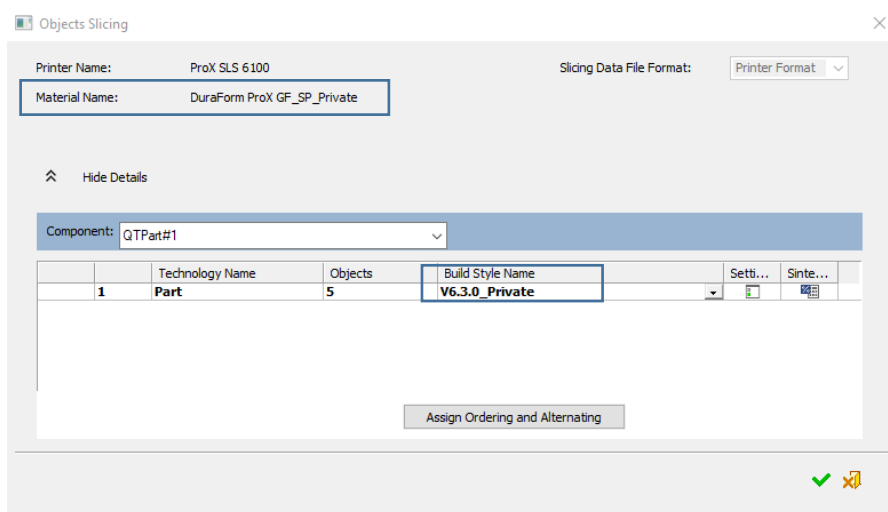 Objects Slicing
Printer Name: ProX SLS 6100 Slicing Data File Format: Printer Format
Material Name: DuraForm ProX GF_SP_Private
Hide Details
Component: QTPart#1
Technology Name Objects Build Style Name Setti... Sinte...
1 Part 5 V6.3.0_Private
Assign Ordering and Alternating